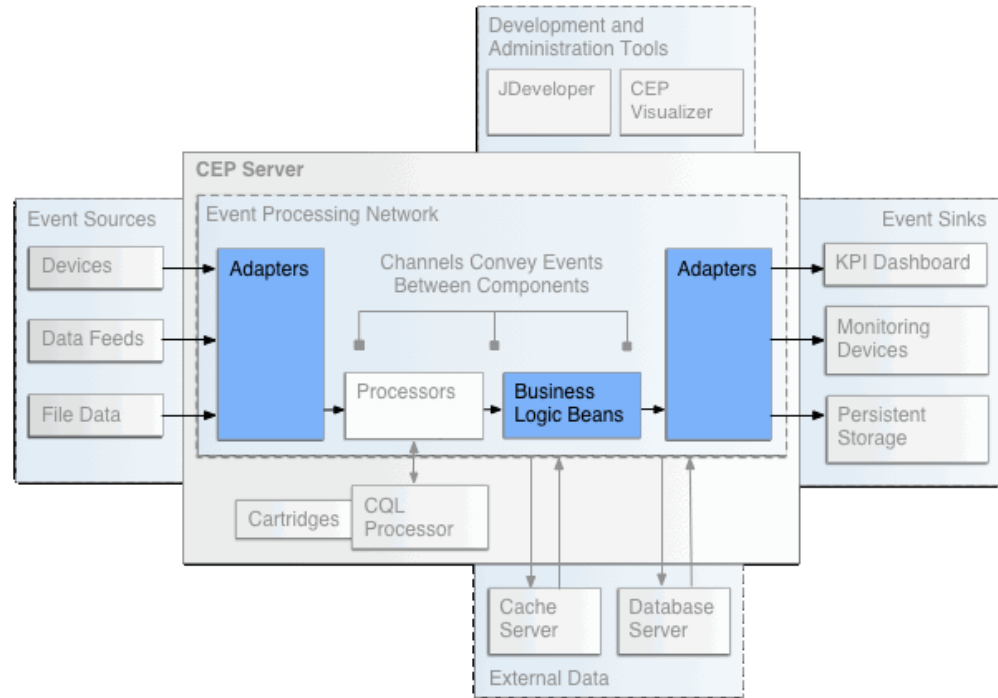 Development and
Administration Tools
JDeveloper
CEP
Visualizer
CEP Server
Event Sources
Event Processing Network
Event Sinks
Devices
Data Feeds
File Data
Adapters
Channels Convey Events
Between Components
Processors
Business
Logic Beans
Adapters
KPI Dashboard
Monitoring
Devices
Persistent
Storage
Cartridges
CQL
Processor
Cache
Server
Database
Server
External Data